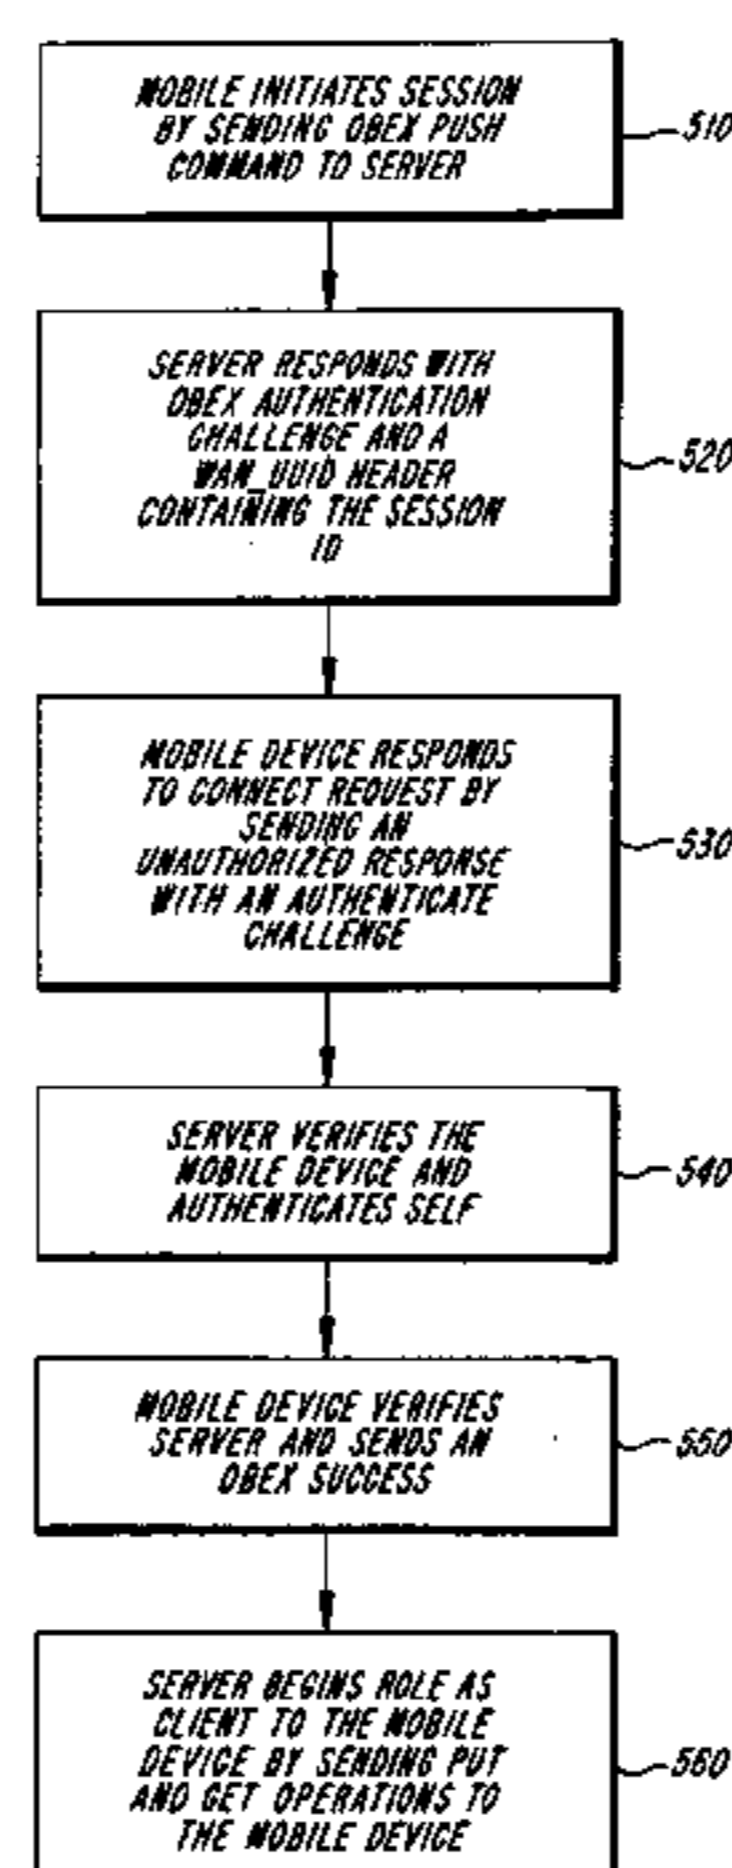 MOBILE INITIATES SESSION
BY SENDING OBEX PUSH
COMMAND TO SERVER
510
SERVER RESPONDS WITH
OBEX AUTHENTICATION
CHALLENGE AND A
WAN_UUID HEADER
CONTAINING THE SESSION
ID
520
MOBILE DEVICE RESPONDS
TO CONNECT REQUEST BY
SENDING AN
UNAUTHORIZED RESPONSE
WITH AN AUTHENTICATE
CHALLENGE
530
SERVER VERIFIES THE
MOBILE DEVICE AND
AUTHENTICATES SELF
540
MOBILE DEVICE VERIFIES
SERVER AND SENDS AN
OBEX SUCCESS
550
SERVER BEGINS ROLE AS
CLIENT TO THE MOBILE
DEVICE BY SENDING PUT
AND GET OPERATIONS TO
THE MOBILE DEVICE
560